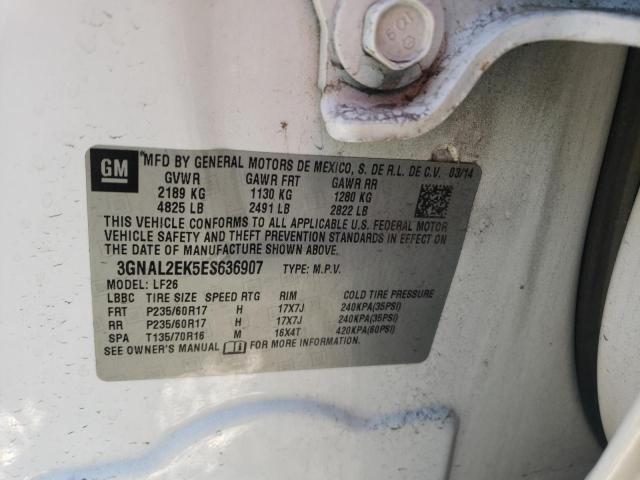 GM
MFD BY GENERAL MOTORS DE MEXICO, S. DE R.L. DE C.V. 03/14
GVWR GAWR FRT GAWR RR
2189 KG 1130 KG 1280 KG
4825 LB 2491 LB 2822 LB
THIS VEHICLE CONFORMS TO ALL APPLICABLE U.S. FEDERAL MOTOR
VEHICLE SAFETY AND THEFT PREVENTION STANDARDS IN EFFECT ON
THE DATE OF MANUFACTURE SHOWN ABOVE.
3GNAL2EK5ES636907 TYPE: M.P.V.
MODEL: LF26
LBBC TIRE SIZE SPEED RTG RIM COLD TIRE PRESSURE
FRT P235/60R17 H 17X7J 240KPA(35PSI)
RR P235/60R17 H 17X7J 240KPA(35PSI)
SPA T135/70R16 M 16X4T 420KPA(60PSI)
SEE OWNER'S MANUAL FOR MORE INFORMATION